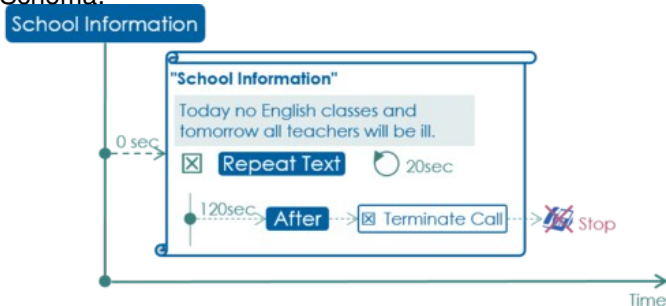 Schema:
School Information
"School Information"
Today no English classes and
tomorrow all teachers will be ill.
0 sec
Repeat Text
20sec
120sec
After
Terminate Call
Stop
Time